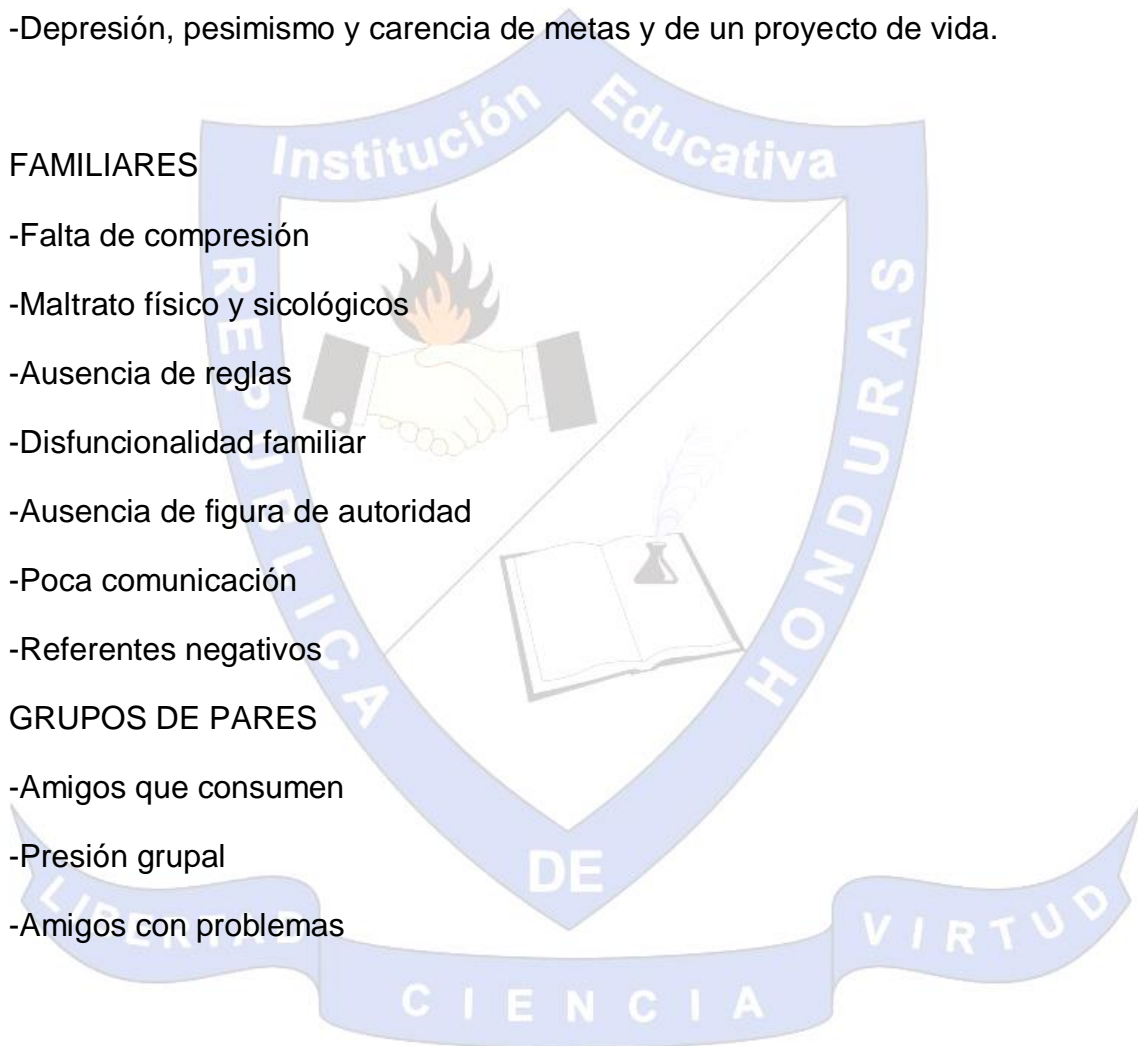 -Depresión, pesimismo y carencia de metas y de un proyecto de vida.
Institución Educativa
FAMILIARES
-Falta de compresión
-Maltrato físico y sicológicos
-Ausencia de reglas
-Disfuncionalidad familiar
-Ausencia de figura de autoridad
-Poca comunicación
-Referentes negativos
GRUPOS DE PARES
-Amigos que consumen
-Presión grupal
-Amigos con problemas
REPUBLICA
DE
HONDURAS
LIBERTAD
CIENCIA
VIRTUD